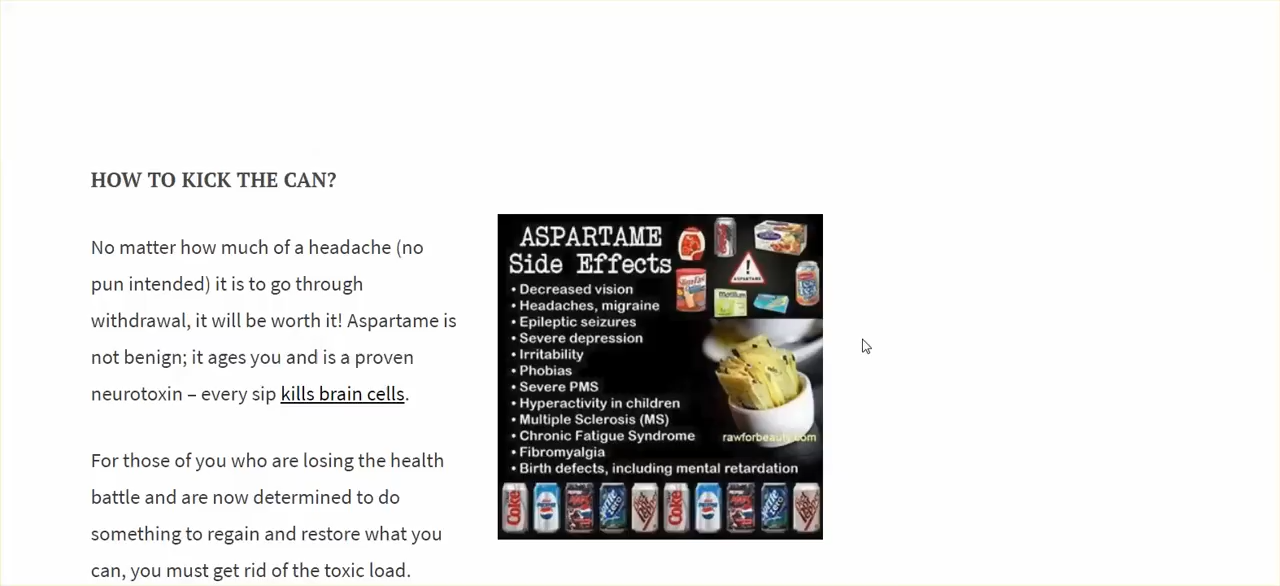 HOW TO KICK THE CAN?
No matter how much of a headache (no
pun intended) it is to go through
withdrawal, it will be worth it! Aspartame is
not benign; it ages you and is a proven
neurotoxin – every sip kills brain cells.
For those of you who are losing the health
battle and are now determined to do
something to regain and restore what you
can, you must get rid of the toxic load.
ASPARTAME
Side Effects
• Decreased vision
• Headaches, migraine
• Epileptic seizures
• Severe depression
• Irritability
• Phobias
• Severe PMS
• Hyperactivity in children
• Multiple Sclerosis (MS)
• Chronic Fatigue Syndrome
• Fibromyalgia
• Birth defects, including mental retardation
ASPARTAME
rawforbeauty.com
Coke
Coke